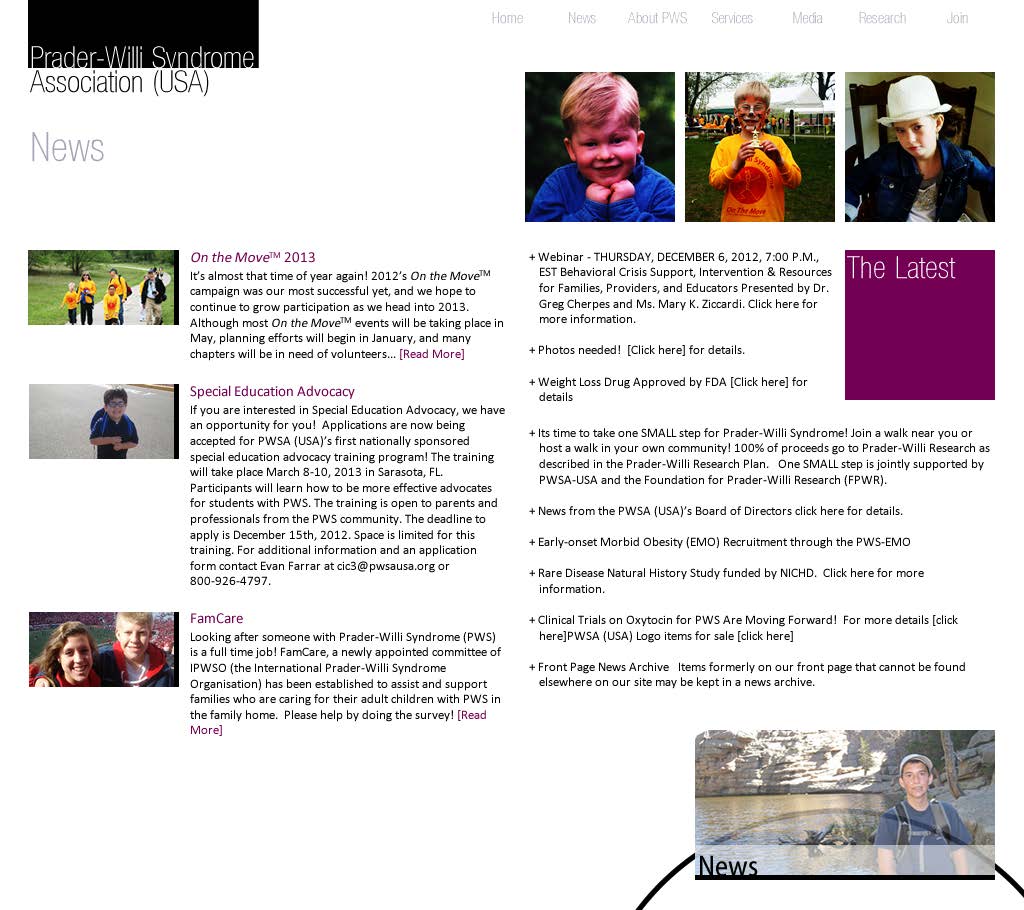 Home News About PWS Services Media Research Join
Prader-Willi Syndrome
Association (USA)
News
On the Move™ 2013
It's almost that time of year again! 2012's On the Move™
campaign was our most successful yet, and we hope to
continue to grow participation as we head into 2013.
Although most On the Move™ events will be taking place in
May, planning efforts will begin in January, and many
chapters will be in need of volunteers... [Read More]
Special Education Advocacy
If you are interested in Special Education Advocacy, we have
an opportunity for you!  Applications are now being
accepted for PWSA (USA)'s first nationally sponsored
special education advocacy training program! The training
will take place March 8-10, 2013 in Sarasota, FL.
Participants will learn how to be more effective advocates
for students with PWS. The training is open to parents and
professionals from the PWS community. The deadline to
apply is December 15th, 2012. Space is limited for this
training. For additional information and an application
form contact Evan Farrar at cic3@pwsausa.org or
800-926-4797.
FamCare
Looking after someone with Prader-Willi Syndrome (PWS)
is a full time job! FamCare, a newly appointed committee of
IPWSO (the International Prader-Willi Syndrome
Organisation) has been established to assist and support
families who are caring for their adult children with PWS in
the family home.  Please help by doing the survey! [Read
More]
+ Webinar - THURSDAY, DECEMBER 6, 2012, 7:00 P.M.,
EST Behavioral Crisis Support, Intervention & Resources
for Families, Providers, and Educators Presented by Dr.
Greg Cherpes and Ms. Mary K. Ziccardi. Click here for
more information.
+ Photos needed!  [Click here] for details.
+ Weight Loss Drug Approved by FDA [Click here] for
details
The Latest
+ Its time to take one SMALL step for Prader-Willi Syndrome! Join a walk near you or
host a walk in your own community! 100% of proceeds go to Prader-Willi Research as
described in the Prader-Willi Research Plan.   One SMALL step is jointly supported by
PWSA-USA and the Foundation for Prader-Willi Research (FPWR).
+ News from the PWSA (USA)'s Board of Directors click here for details.
+ Early-onset Morbid Obesity (EMO) Recruitment through the PWS-EMO
+ Rare Disease Natural History Study funded by NICHD.  Click here for more
information.
+ Clinical Trials on Oxytocin for PWS Are Moving Forward!  For more details [click
here]PWSA (USA) Logo items for sale [click here]
+ Front Page News Archive   Items formerly on our front page that cannot be found
elsewhere on our site may be kept in a news archive.
News